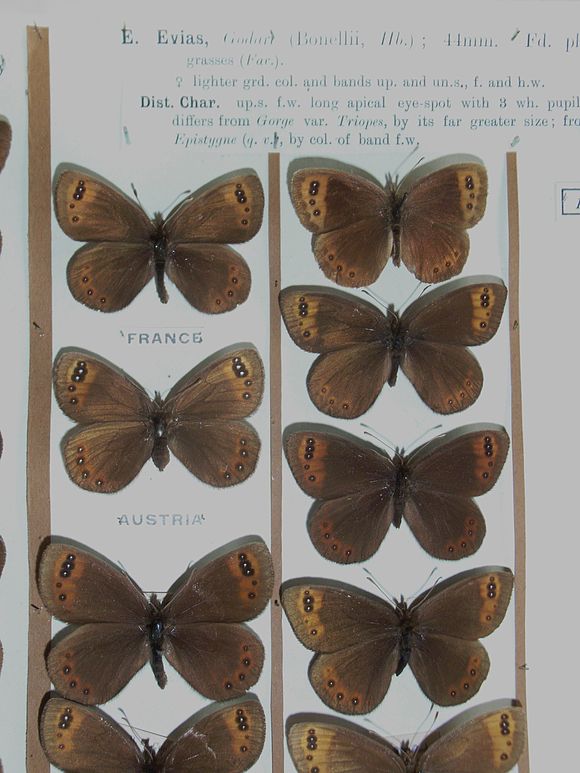 E. Evias, Godart (Bonellii, Hb.); 44mm. Fd. pl
grasses (Fav.).
♀ lighter grd. col. and bands up. and un.s., f. and h.w.
Dist. Char. up.s. f.w. long apical eye-spot with 3 wh. pupil
differs from Gorge var. Triopes, by its far greater size; fro
Epistygne (q. v.), by col. of band f.w.
FRANCE
AUSTRIA